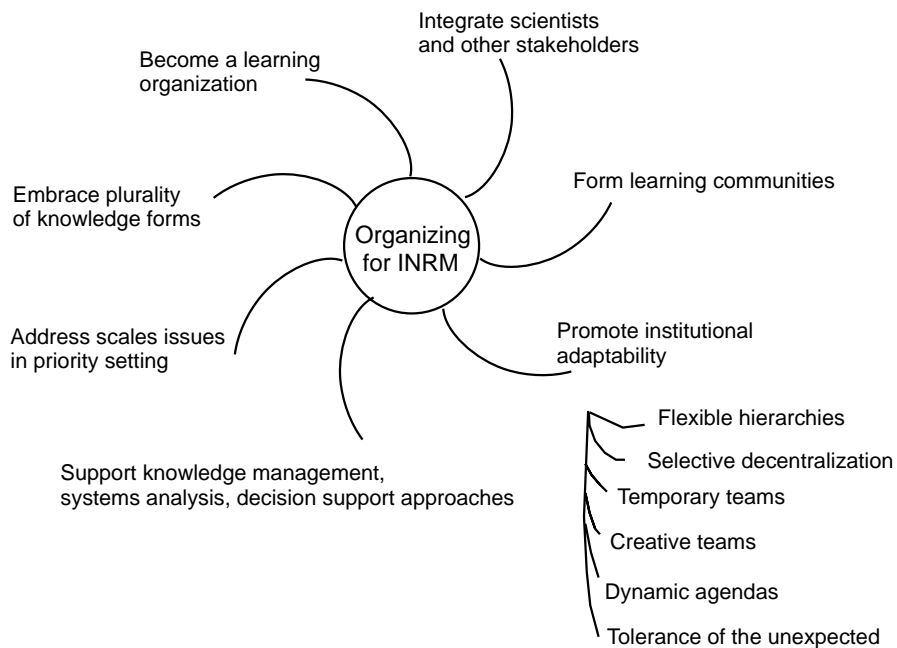 Integrate scientists
and other stakeholders
Become a learning
organization
Form learning communities
Embrace plurality
of knowledge forms
Organizing
for INRM
Address scales issues
in priority setting
Promote institutional
adaptability
Flexible hierarchies
Selective decentralization
Temporary teams
Creative teams
Dynamic agendas
Tolerance of the unexpected
Support knowledge management,
systems analysis, decision support approaches